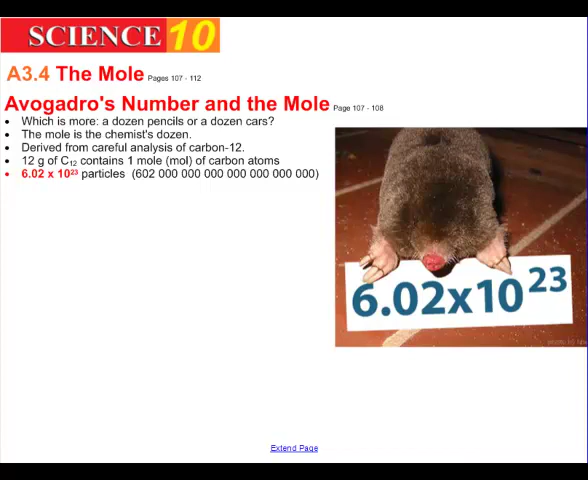 SCIENCE 10
A3.4 The Mole Pages 107 - 112
Avogadro's Number and the Mole Page 107 - 108
• Which is more: a dozen pencils or a dozen cars?
• The mole is the chemist's dozen.
• Derived from careful analysis of carbon-12.
• 12 g of C₁₂ contains 1 mole (mol) of carbon atoms
• 6.02 x 10²³ particles (602 000 000 000 000 000 000 000)
6.02x10²³
Extend Page